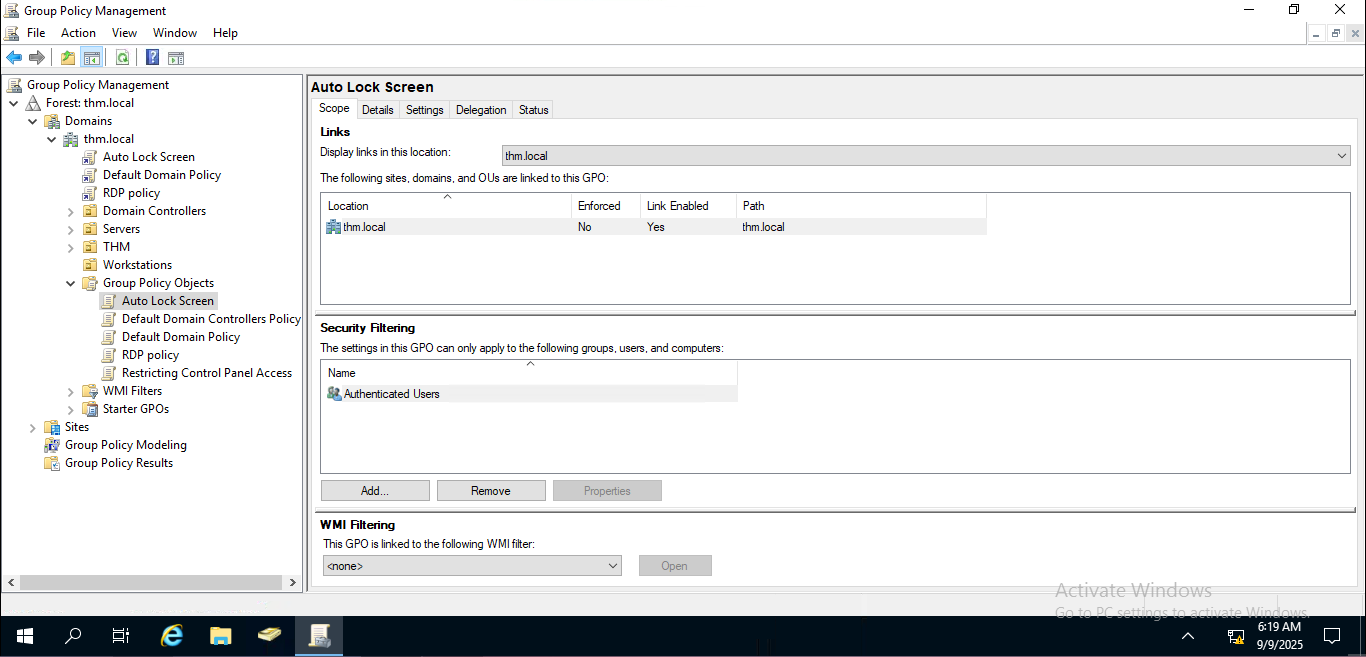 Group Policy Management
File Action View Window Help
Group Policy Management
Forest: thm.local
Domains
thm.local
Auto Lock Screen
Default Domain Policy
RDP policy
Domain Controllers
Servers
THM
Workstations
Group Policy Objects
Auto Lock Screen
Default Domain Controllers Policy
Default Domain Policy
RDP policy
Restricting Control Panel Access
WMI Filters
Starter GPOs
Sites
Group Policy Modeling
Group Policy Results
Auto Lock Screen
Scope Details Settings Delegation Status
Links
Display links in this location: thm.local
The following sites, domains, and OUs are linked to this GPO:
Location Enforced Link Enabled Path
thm.local No Yes thm.local
Security Filtering
The settings in this GPO can only apply to the following groups, users, and computers:
Name
Authenticated Users
Add... Remove Properties
WMI Filtering
This GPO is linked to the following WMI filter:
<none> Open
Activate Windows
Go to PC settings to activate Windows.
6:19 AM
9/9/2025